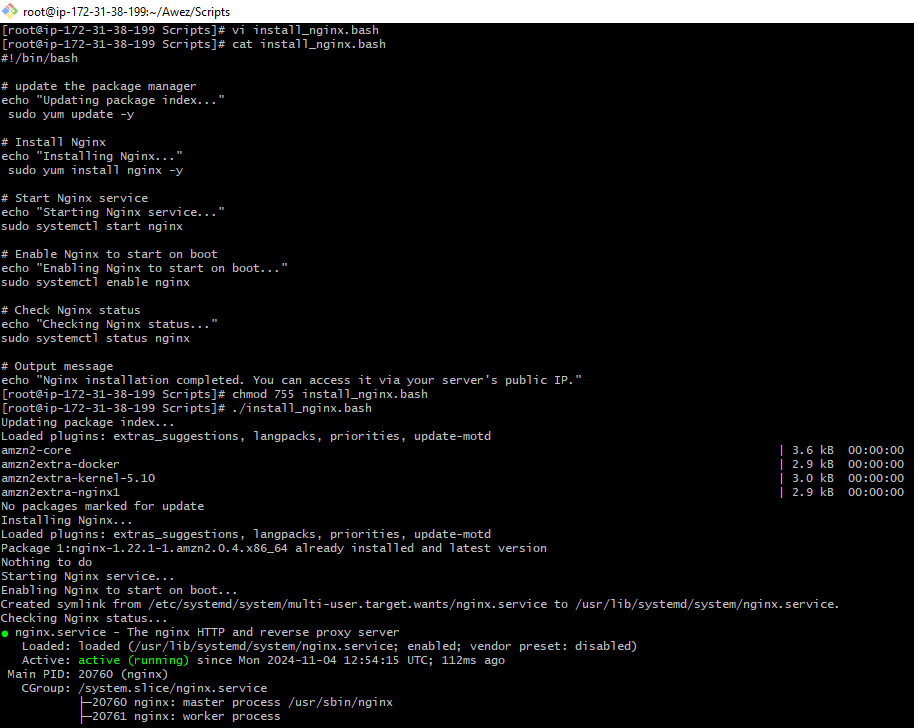 root@ip-172-31-38-199:~/Awez/Scripts
[root@ip-172-31-38-199 Scripts]# vi install_nginx.bash
[root@ip-172-31-38-199 Scripts]# cat install_nginx.bash
#!/bin/bash
# update the package manager
echo "Updating package index..."
 sudo yum update -y
# Install Nginx
echo "Installing Nginx..."
 sudo yum install nginx -y
# Start Nginx service
echo "Starting Nginx service..."
sudo systemctl start nginx
# Enable Nginx to start on boot
echo "Enabling Nginx to start on boot..."
sudo systemctl enable nginx
# Check Nginx status
echo "Checking Nginx status..."
sudo systemctl status nginx
# Output message
echo "Nginx installation completed. You can access it via your server's public IP."
[root@ip-172-31-38-199 Scripts]# chmod 755 install_nginx.bash
[root@ip-172-31-38-199 Scripts]# ./install_nginx.bash
Updating package index...
Loaded plugins: extras_suggestions, langpacks, priorities, update-motd
amzn2-core | 3.6 kB 00:00:00
amzn2extra-docker | 2.9 kB 00:00:00
amzn2extra-kernel-5.10 | 3.0 kB 00:00:00
amzn2extra-nginx1 | 2.9 kB 00:00:00
No packages marked for update
Installing Nginx...
Loaded plugins: extras_suggestions, langpacks, priorities, update-motd
Package 1:nginx-1.22.1-1.amzn2.0.4.x86_64 already installed and latest version
Nothing to do
Starting Nginx service...
Enabling Nginx to start on boot...
Created symlink from /etc/systemd/system/multi-user.target.wants/nginx.service to /usr/lib/systemd/system/nginx.service.
Checking Nginx status...
● nginx.service - The nginx HTTP and reverse proxy server
   Loaded: loaded (/usr/lib/systemd/system/nginx.service; enabled; vendor preset: disabled)
   Active: active (running) since Mon 2024-11-04 12:54:15 UTC; 112ms ago
 Main PID: 20760 (nginx)
   CGroup: /system.slice/nginx.service
           ├─20760 nginx: master process /usr/sbin/nginx
           ├─20761 nginx: worker process